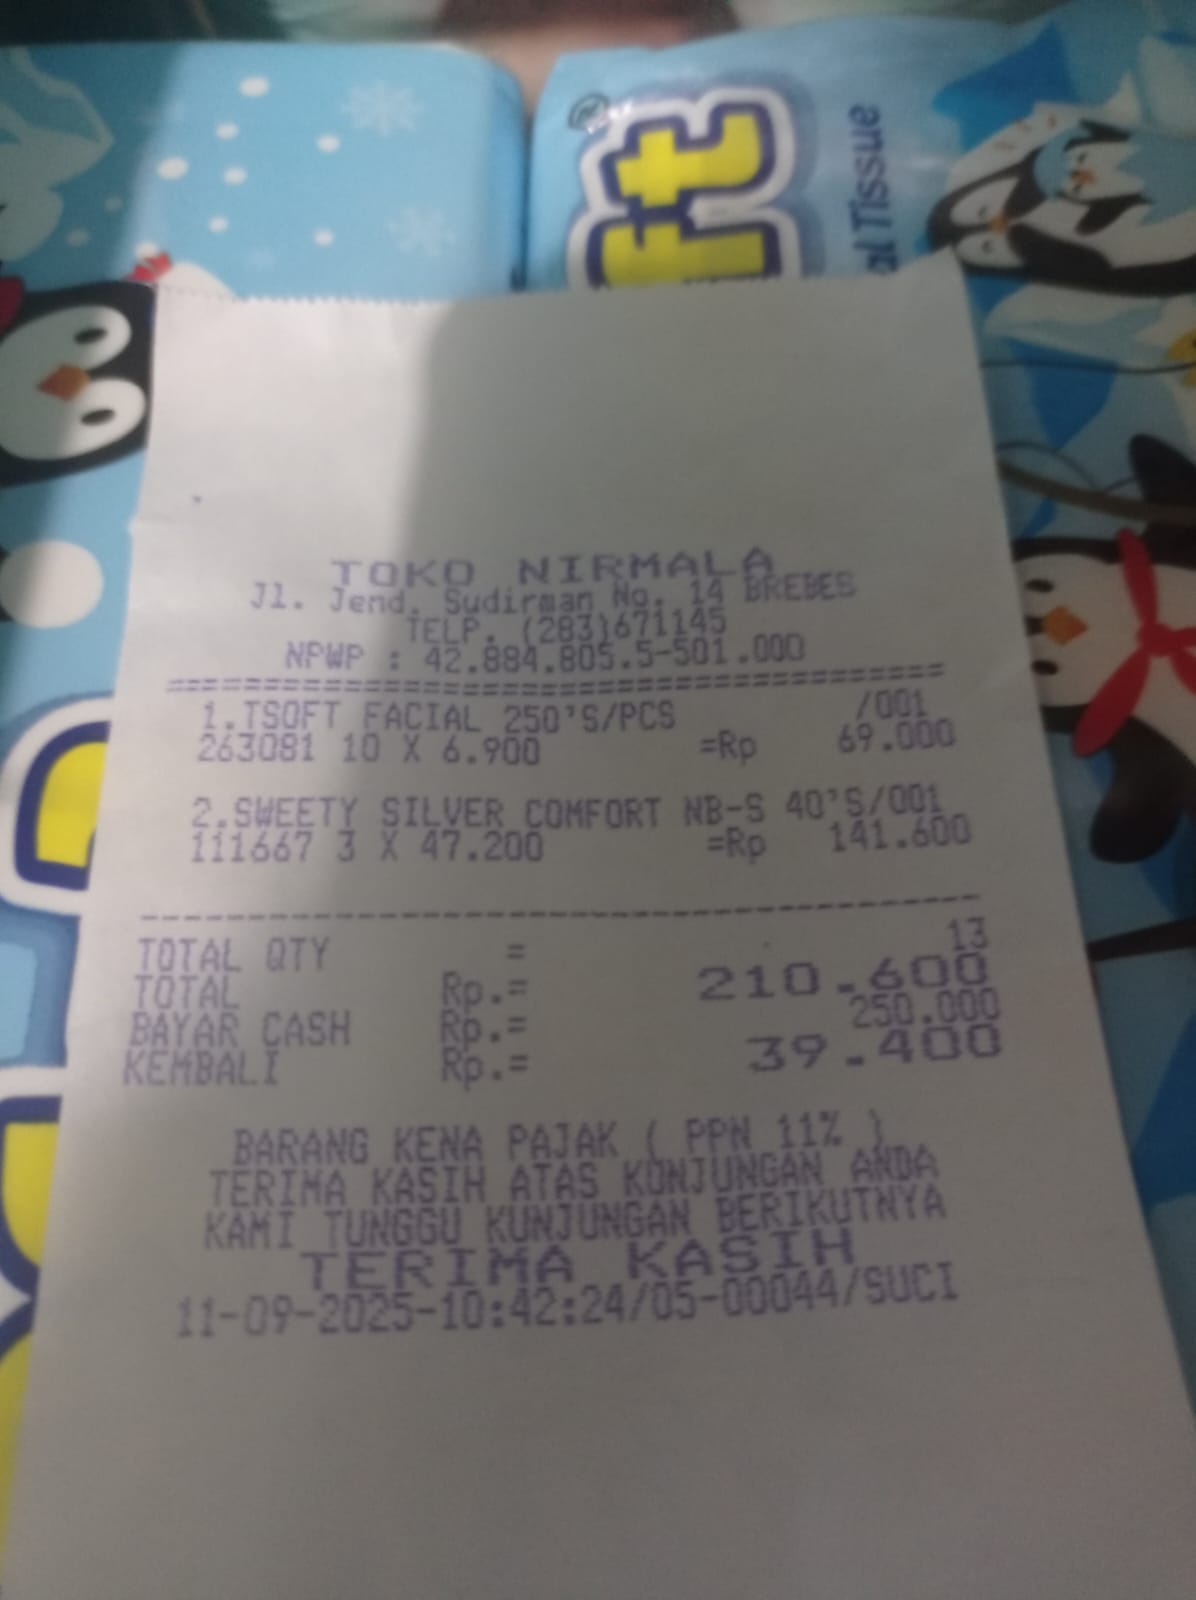 ft
®
al Tissue
TOKO NIRMALA
Jl. Jend. Sudirman No. 14 BREBES
TELP. (283)671145
NPWP : 42.884.805.5-501.000
======================================
1.TSOFT FACIAL 250'S/PCS /001
263081 10 X 6.900 =Rp 69.000
2.SWEETY SILVER COMFORT NB-S 40'S/001
111667 3 X 47.200 =Rp 141.600
--------------------------------------
TOTAL QTY = 13
TOTAL Rp.= 210.600
BAYAR CASH Rp.= 250.000
KEMBALI Rp.= 39.400
BARANG KENA PAJAK ( PPN 11% )
TERIMA KASIH ATAS KUNJUNGAN ANDA
KAMI TUNGGU KUNJUNGAN BERIKUTNYA
TERIMA KASIH
11-09-2025-10:42:24/05-00044/SUCI